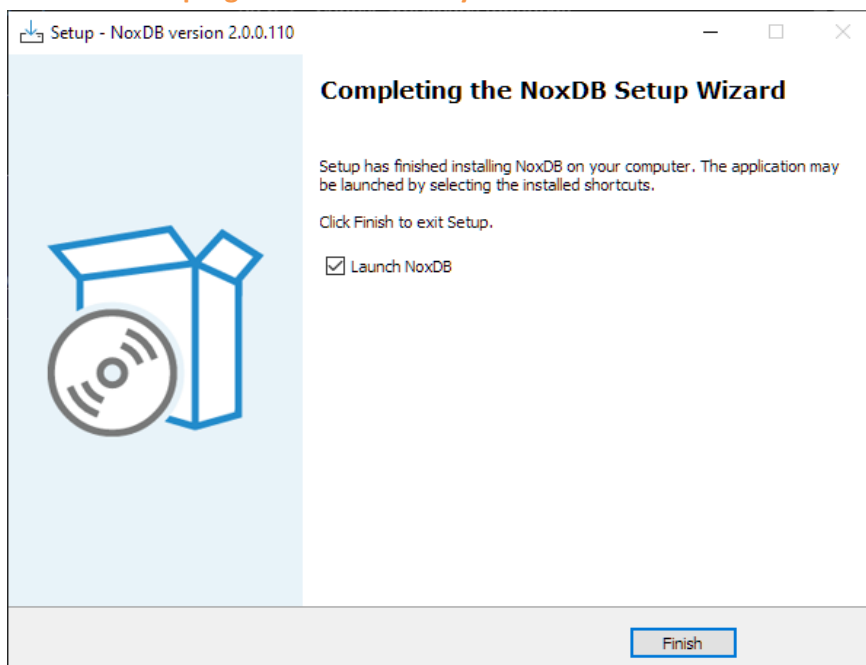 Setup - NoxDB version 2.0.0.110
Completing the NoxDB Setup Wizard
Setup has finished installing NoxDB on your computer. The application may
be launched by selecting the installed shortcuts.
Click Finish to exit Setup.
Launch NoxDB
Finish